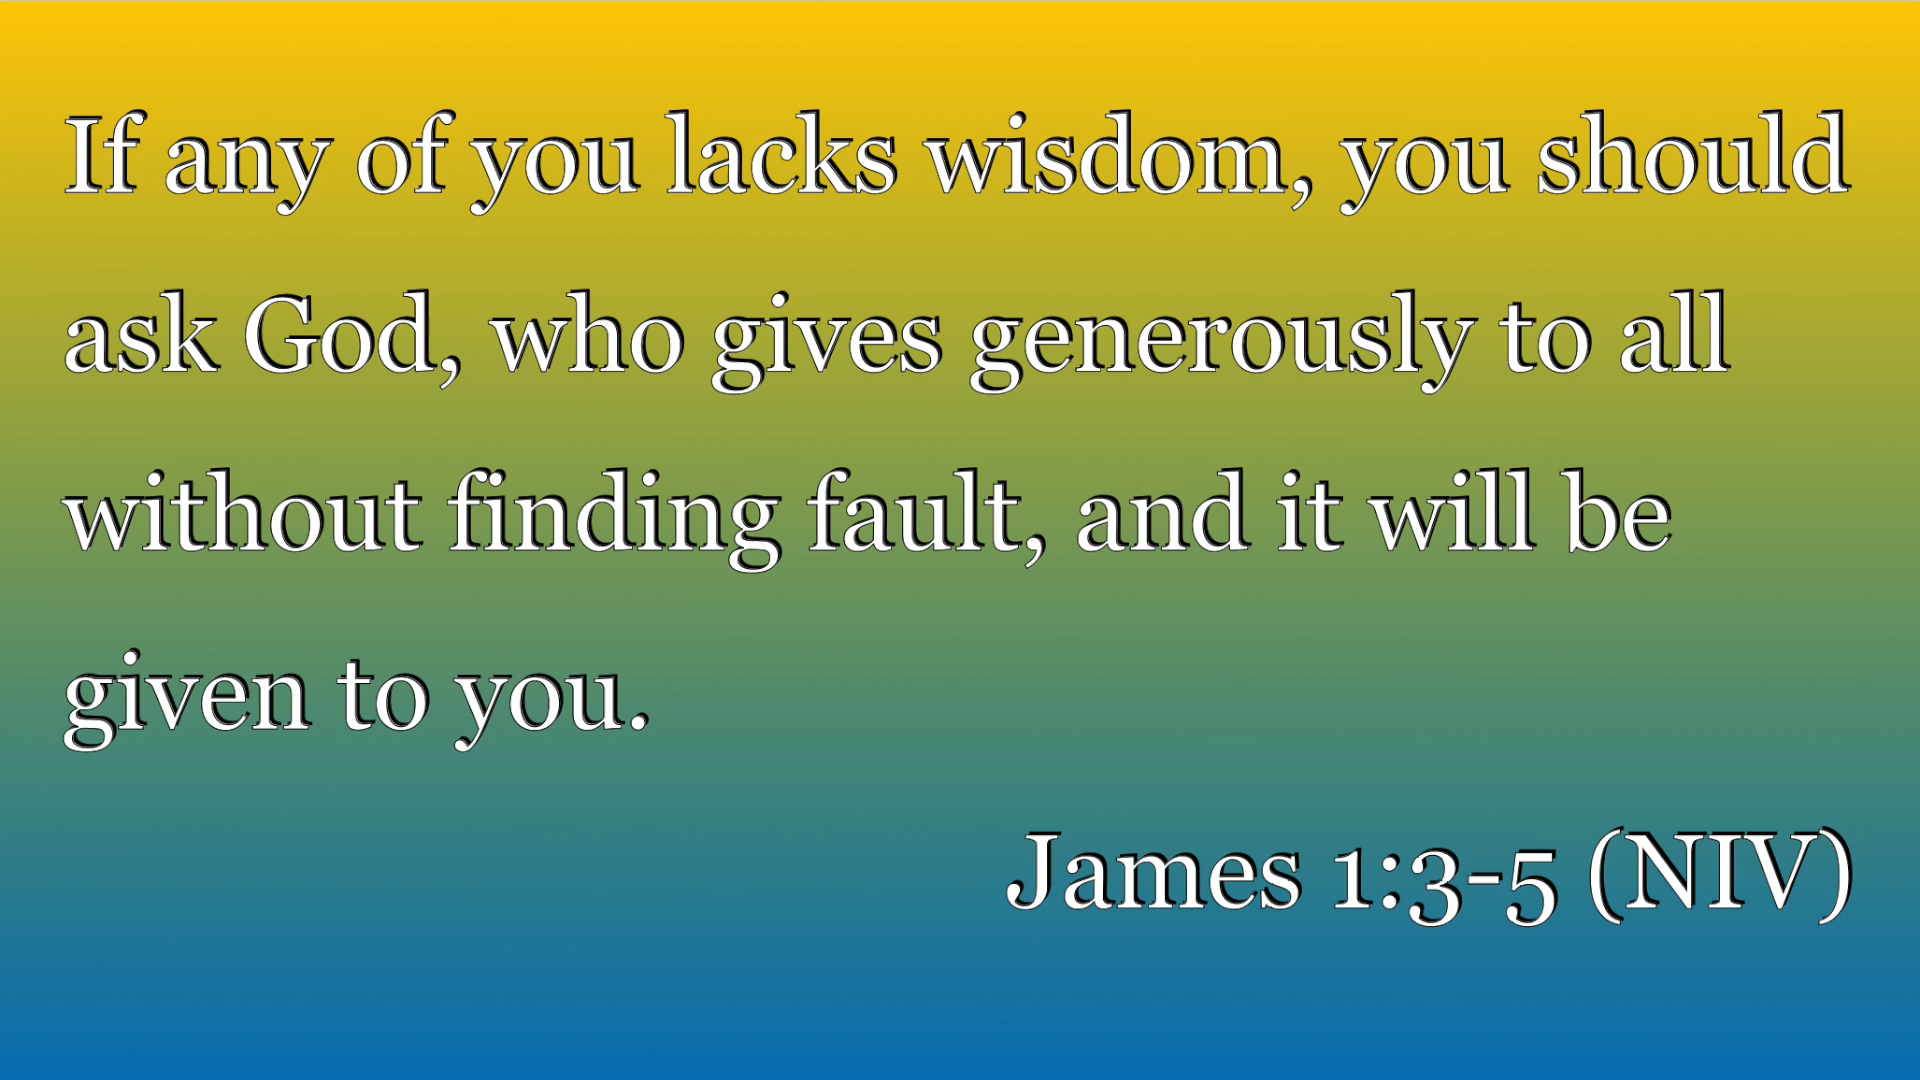 If any of you lacks wisdom, you should
ask God, who gives generously to all
without finding fault, and it will be
given to you.
James 1:3-5 (NIV)